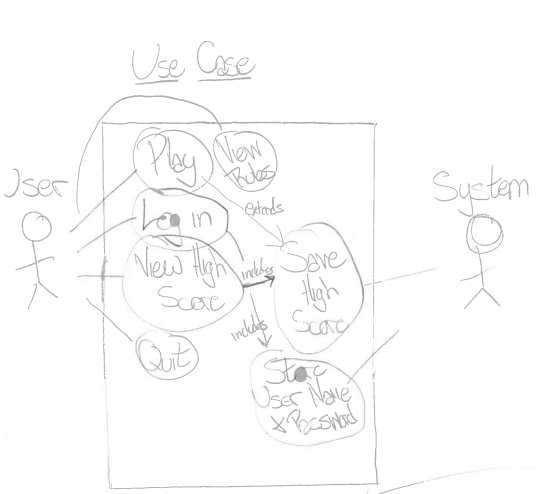 Use Case
User
System
Play
View
Rules
Log in
extends
View High
Score
includes
Save
High
Score
includes
Quit
Store
User Name
& Password